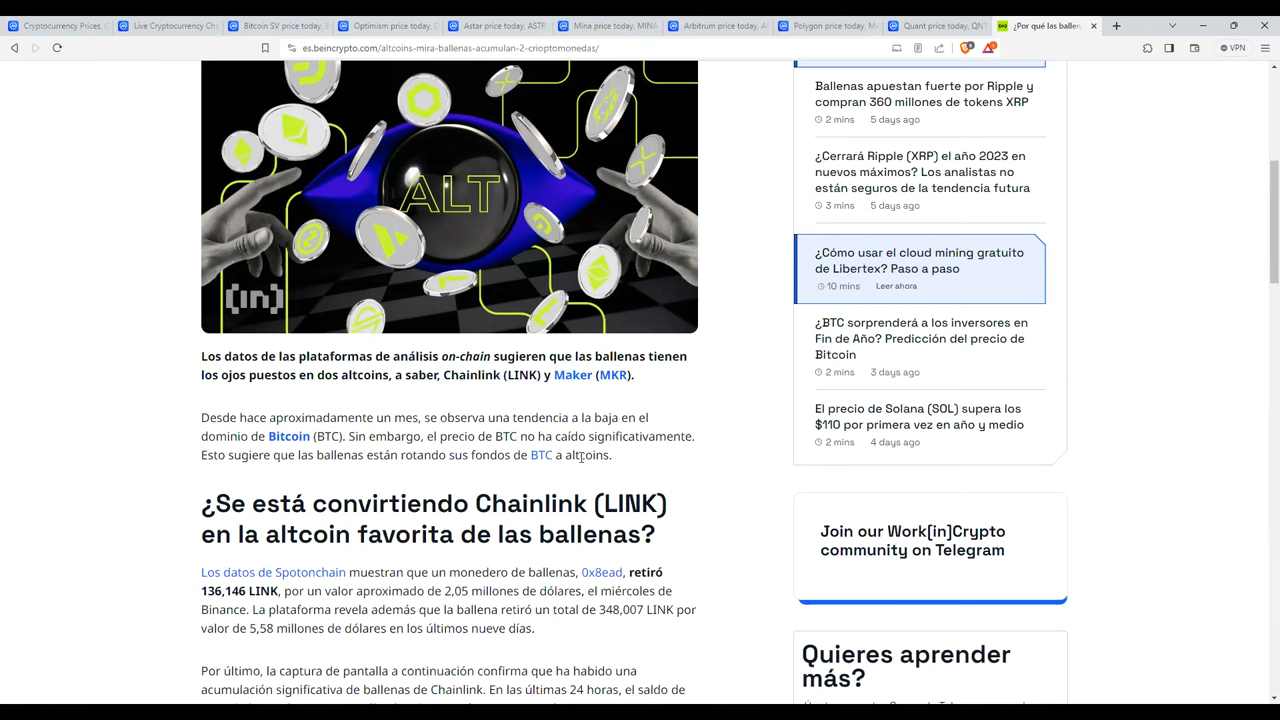 Cryptocurrency Prices,
Live Cryptocurrency Cha
Bitcoin SV price today, B
Optimism price today, O
Astar price today, ASTR
Mina price today, MINA
Arbitrum price today, A
Polygon price today, MA
Quant price today, QNT
¿Por qué las ballen
es.beincrypto.com/altcoins-mira-ballenas-acumulan-2-crioptomonedas/
VPN
ALT
[in]
Los datos de las plataformas de análisis on-chain sugieren que las ballenas tienen
los ojos puestos en dos altcoins, a saber, Chainlink (LINK) y Maker (MKR).
Desde hace aproximadamente un mes, se observa una tendencia a la baja en el
dominio de Bitcoin (BTC). Sin embargo, el precio de BTC no ha caído significativamente.
Esto sugiere que las ballenas están rotando sus fondos de BTC a altcoins.
¿Se está convirtiendo Chainlink (LINK)
en la altcoin favorita de las ballenas?
Los datos de Spotonchain muestran que un monedero de ballenas, 0x8ead, retiró
136,146 LINK, por un valor aproximado de 2,05 millones de dólares, el miércoles de
Binance. La plataforma revela además que la ballena retiró un total de 348,007 LINK por
valor de 5,58 millones de dólares en los últimos nueve días.
Por último, la captura de pantalla a continuación confirma que ha habido una
acumulación significativa de ballenas de Chainlink. En las últimas 24 horas, el saldo de
Ballenas apuestan fuerte por Ripple y
compran 360 millones de tokens XRP
2 mins 5 days ago
¿Cerrará Ripple (XRP) el año 2023 en
nuevos máximos? Los analistas no
están seguros de la tendencia futura
3 mins 5 days ago
¿Cómo usar el cloud mining gratuito
de Libertex? Paso a paso
10 mins Leer ahora
¿BTC sorprenderá a los inversores en
Fin de Año? Predicción del precio de
Bitcoin
2 mins 3 days ago
El precio de Solana (SOL) supera los
$110 por primera vez en año y medio
2 mins 4 days ago
Join our Work[in]Crypto
community on Telegram
Quieres aprender
más?